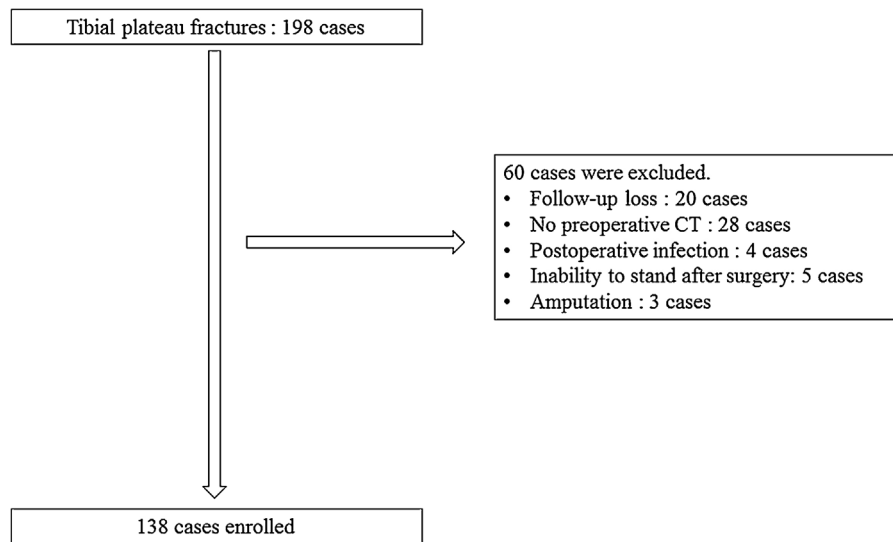 Tibial plateau fractures : 198 cases
60 cases were excluded.
• Follow-up loss : 20 cases
• No preoperative CT : 28 cases
• Postoperative infection : 4 cases
• Inability to stand after surgery: 5 cases
• Amputation : 3 cases
138 cases enrolled